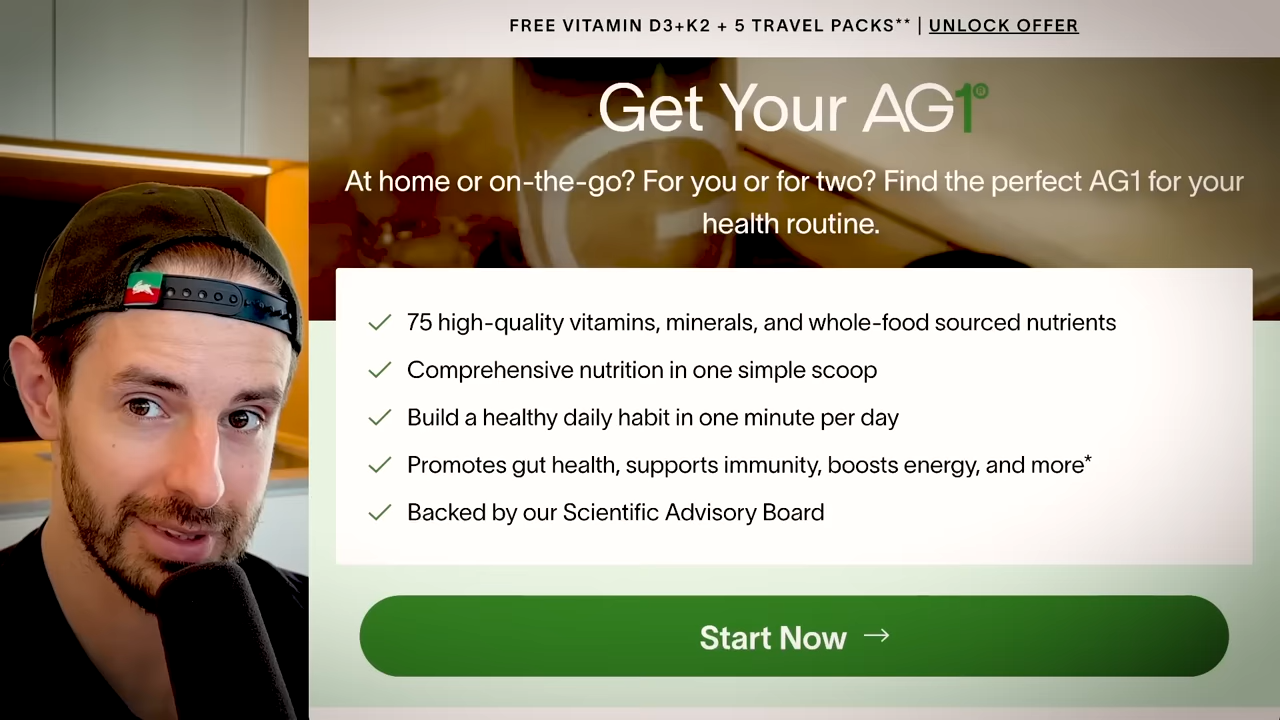 FREE VITAMIN D3+K2 + 5 TRAVEL PACKS** | UNLOCK OFFER
Get Your AG1®
At home or on-the-go? For you or for two? Find the perfect AG1 for your
health routine.
75 high-quality vitamins, minerals, and whole-food sourced nutrients
Comprehensive nutrition in one simple scoop
Build a healthy daily habit in one minute per day
Promotes gut health, supports immunity, boosts energy, and more*
Backed by our Scientific Advisory Board
Start Now →